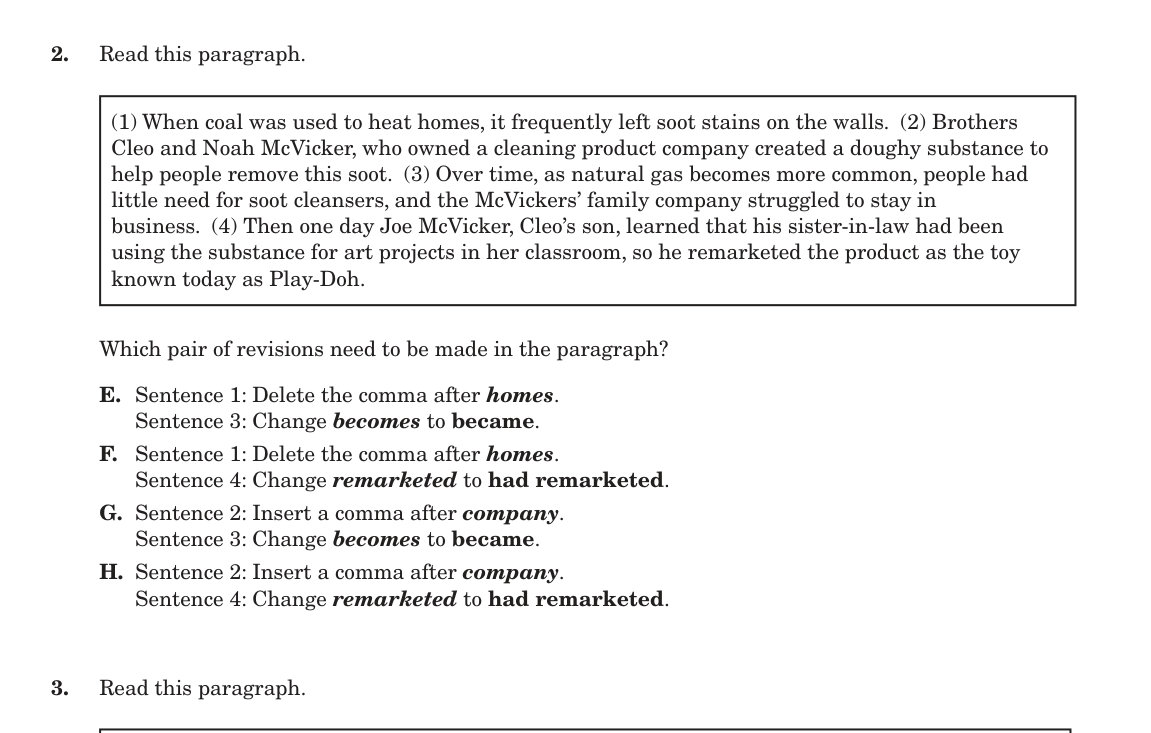 2. Read this paragraph.
(1) When coal was used to heat homes, it frequently left soot stains on the walls. (2) Brothers
Cleo and Noah McVicker, who owned a cleaning product company created a doughy substance to
help people remove this soot. (3) Over time, as natural gas becomes more common, people had
little need for soot cleansers, and the McVickers’ family company struggled to stay in
business. (4) Then one day Joe McVicker, Cleo’s son, learned that his sister-in-law had been
using the substance for art projects in her classroom, so he remarketed the product as the toy
known today as Play-Doh.
Which pair of revisions need to be made in the paragraph?
E. Sentence 1: Delete the comma after homes.
Sentence 3: Change becomes to became.
F. Sentence 1: Delete the comma after homes.
Sentence 4: Change remarketed to had remarketed.
G. Sentence 2: Insert a comma after company.
Sentence 3: Change becomes to became.
H. Sentence 2: Insert a comma after company.
Sentence 4: Change remarketed to had remarketed.
3. Read this paragraph.